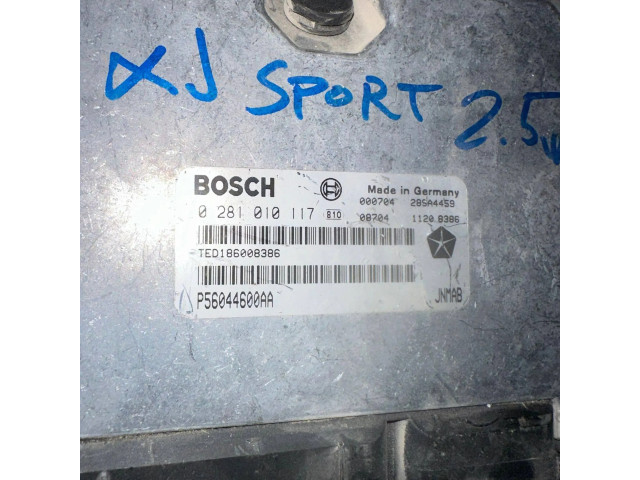 XJ SPORT 2.5
BOSCH Made in Germany
000704 285A4459
0 281 010 117 810 08704 1120.8386
TED186008386
P56044600AA JNMAB